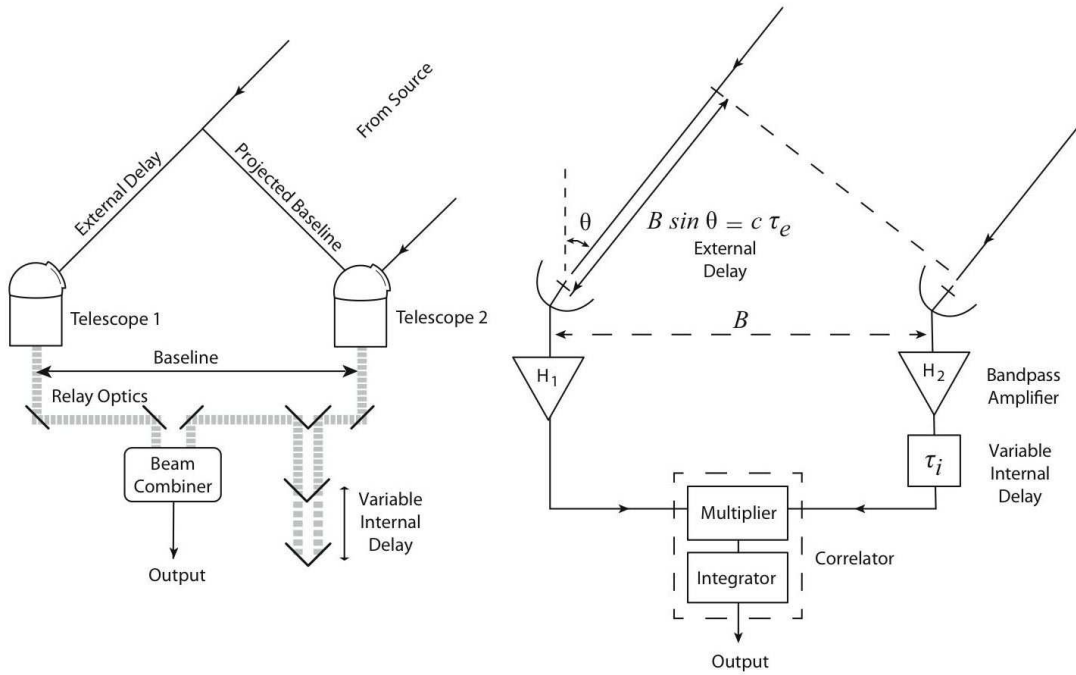 From Source
External Delay
Projected Baseline
Telescope 1
Telescope 2
Baseline
Relay Optics
Beam
Combiner
Variable
Internal
Delay
Output
θ
B sin θ = c τₑ
External
Delay
B
H₁
H₂
Bandpass
Amplifier
τᵢ
Variable
Internal
Delay
Multiplier
Integrator
Correlator
Output